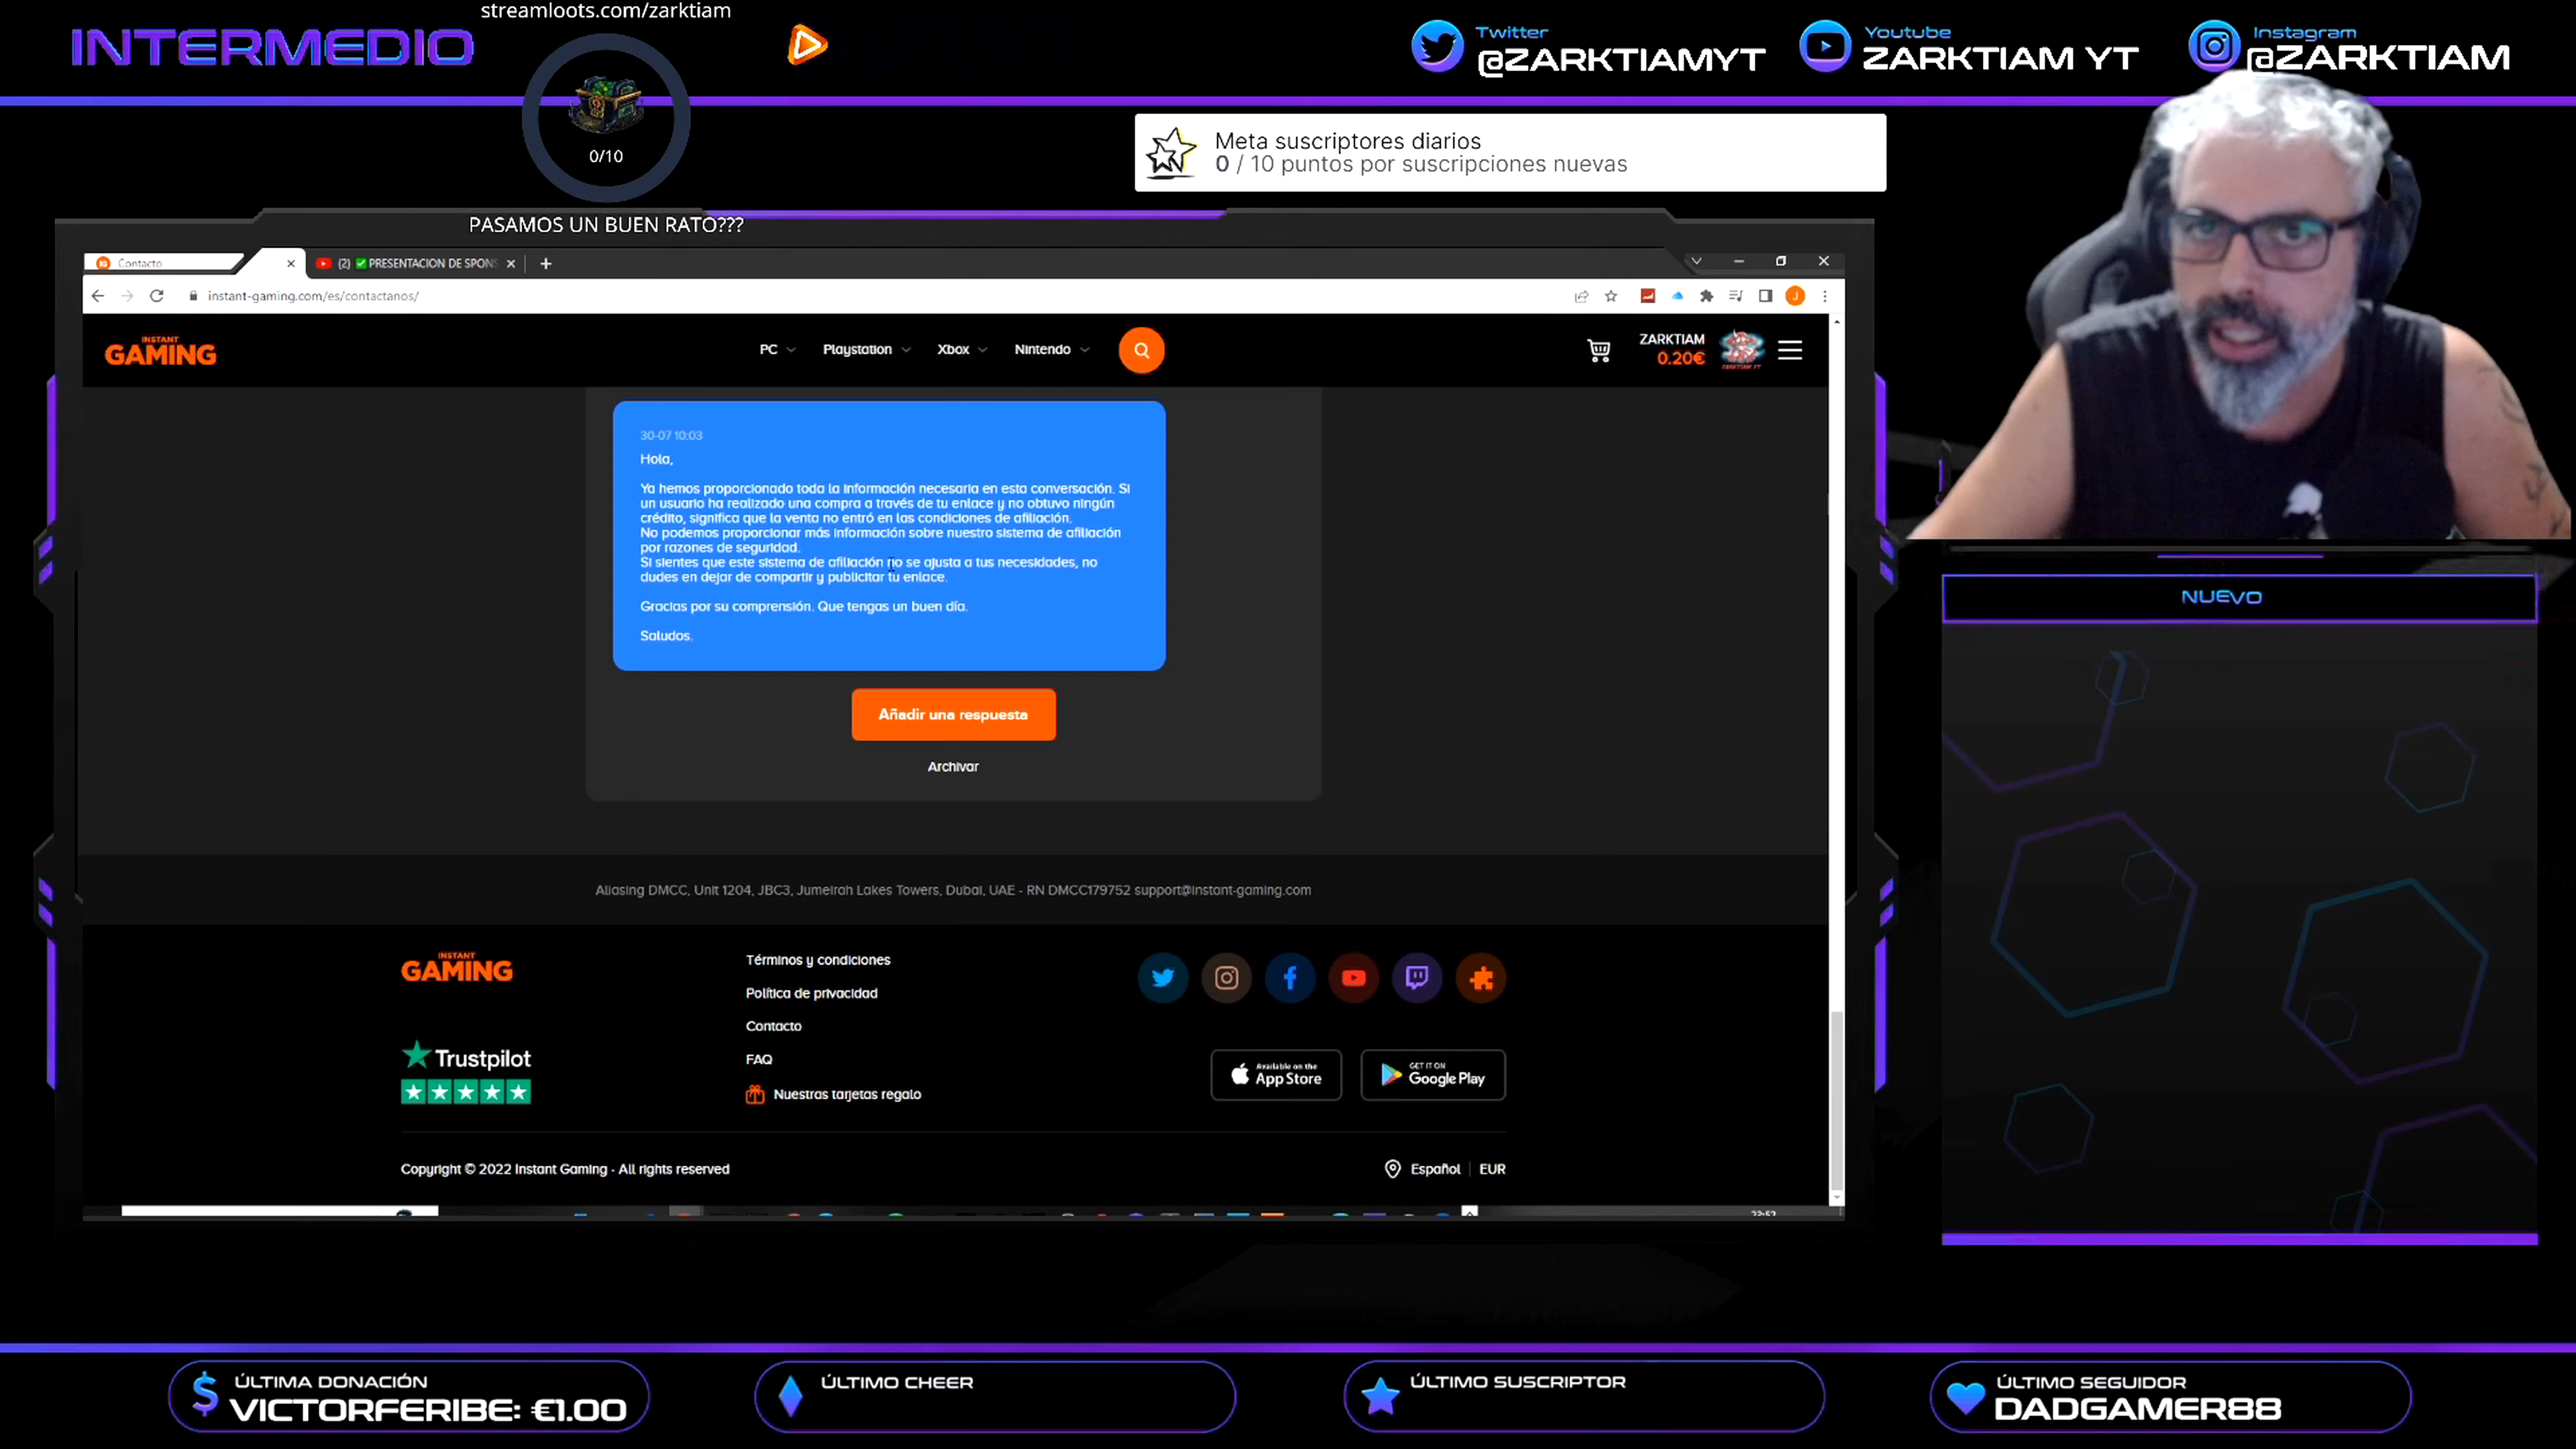 streamloots.com/zarktiam
INTERMEDIO
Twitter
@ZARKTIAMYT
Youtube
ZARKTIAM YT
Instagram
@ZARKTIAM
0/10
Meta suscriptores diarios
0 / 10 puntos por suscripciones nuevas
PASAMOS UN BUEN RATO???
Contacto
(2) ✅ PRESENTACION DE SPONS
instant-gaming.com/es/contactanos/
INSTANT
GAMING
PC
Playstation
Xbox
Nintendo
ZARKTIAM
0.20€
30-07 10:03
Hola,
Ya hemos proporcionado toda la información necesaria en esta conversación. Si
un usuario ha realizado una compra a través de tu enlace y no obtuvo ningún
crédito, significa que la venta no entró en las condiciones de afiliación.
No podemos proporcionar más información sobre nuestro sistema de afiliación
por razones de seguridad.
Si sientes que este sistema de afiliación no se ajusta a tus necesidades, no
dudes en dejar de compartir y publicitar tu enlace.
Gracias por su comprensión. Que tengas un buen día.
Saludos.
Añadir una respuesta
Archivar
NUEVO
Aliasing DMCC, Unit 1204, JBC3, Jumeirah Lakes Towers, Dubai, UAE - RN DMCC179752 support@instant-gaming.com
INSTANT
GAMING
Términos y condiciones
Política de privacidad
Contacto
FAQ
Nuestras tarjetas regalo
Trustpilot
Available on the
App Store
GET IT ON
Google Play
Copyright © 2022 Instant Gaming - All rights reserved
Español
EUR
ÚLTIMA DONACIÓN
VICTORFERIBE: €1.00
ÚLTIMO CHEER
ÚLTIMO SUSCRIPTOR
ÚLTIMO SEGUIDOR
DADGAMER88